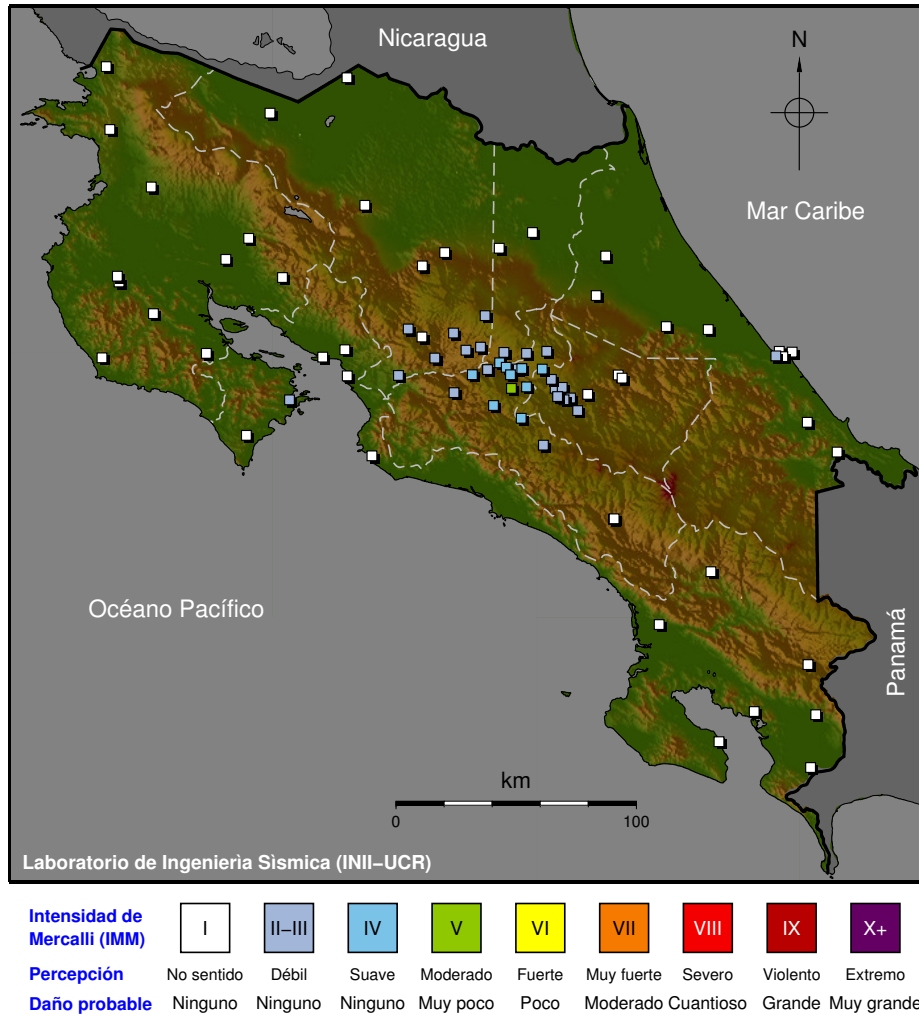 Nicaragua
N
Mar Caribe
Océano Pacífico
Panamá
km
0 100
Laboratorio de Ingenierìa Sìsmica (INII–UCR)
Intensidad de Mercalli (IMM) I II–III IV V VI VII VIII IX X+
Percepción No sentido Débil Suave Moderado Fuerte Muy fuerte Severo Violento Extremo
Daño probable Ninguno Ninguno Ninguno Muy poco Poco Moderado Cuantioso Grande Muy grande